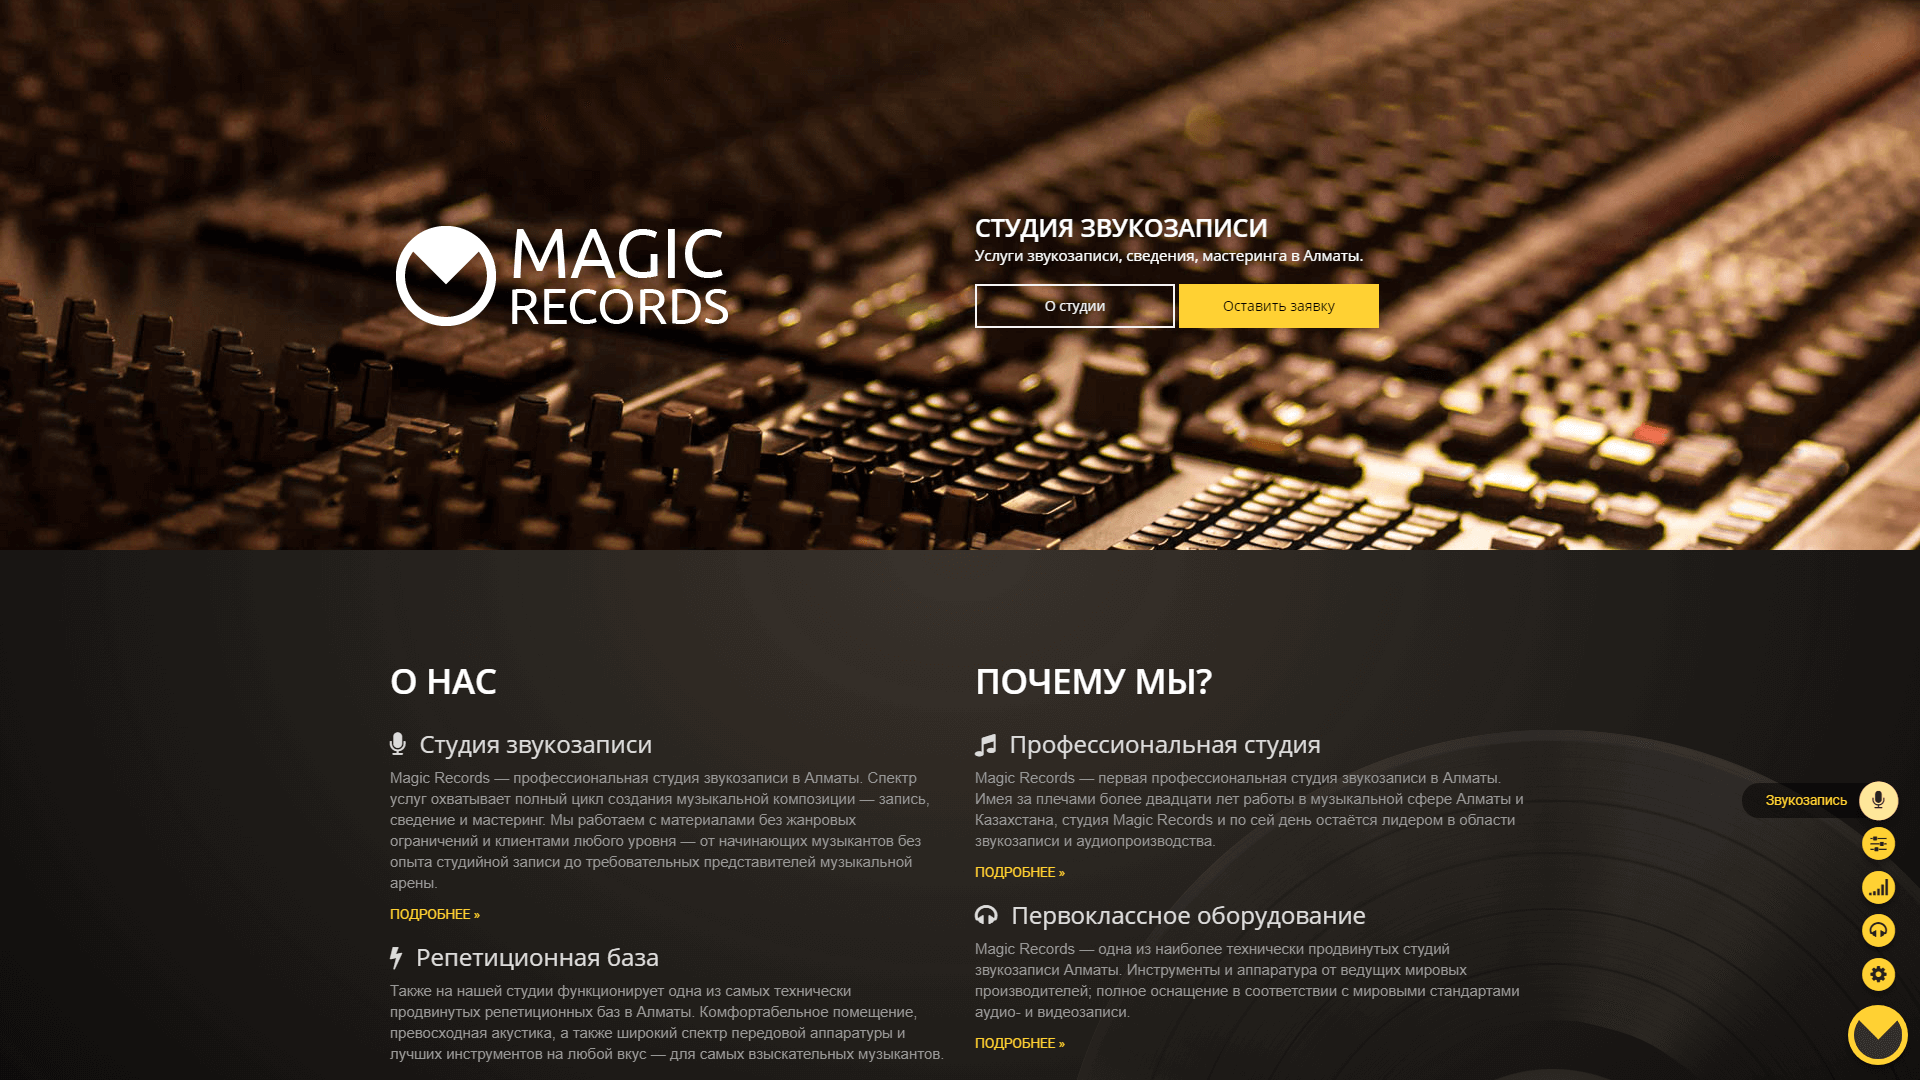 MAGIC
RECORDS
СТУДИЯ ЗВУКОЗАПИСИ
Услуги звукозаписи, сведения, мастеринга в Алматы.
О студии
Оставить заявку
О НАС
Студия звукозаписи
Magic Records — профессиональная студия звукозаписи в Алматы. Спектр
услуг охватывает полный цикл создания музыкальной композиции — запись,
сведение и мастеринг. Мы работаем с материалами без жанровых
ограничений и клиентами любого уровня — от начинающих музыкантов без
опыта студийной записи до требовательных представителей музыкальной
арены.
ПОДРОБНЕЕ »
Репетиционная база
Также на нашей студии функционирует одна из самых технически
продвинутых репетиционных баз в Алматы. Комфортабельное помещение,
превосходная акустика, а также широкий спектр передовой аппаратуры и
лучших инструментов на любой вкус — для самых взыскательных музыкантов.
ПОЧЕМУ МЫ?
Профессиональная студия
Magic Records — первая профессиональная студия звукозаписи в Алматы.
Имея за плечами более двадцати лет работы в музыкальной сфере Алматы и
Казахстана, студия Magic Records и по сей день остаётся лидером в области
звукозаписи и аудиопроизводства.
ПОДРОБНЕЕ »
Первоклассное оборудование
Magic Records — одна из наиболее технически продвинутых студий
звукозаписи Алматы. Инструменты и аппаратура от ведущих мировых
производителей; полное оснащение в соответствии с мировыми стандартами
аудио- и видеозаписи.
ПОДРОБНЕЕ »
Звукозапись